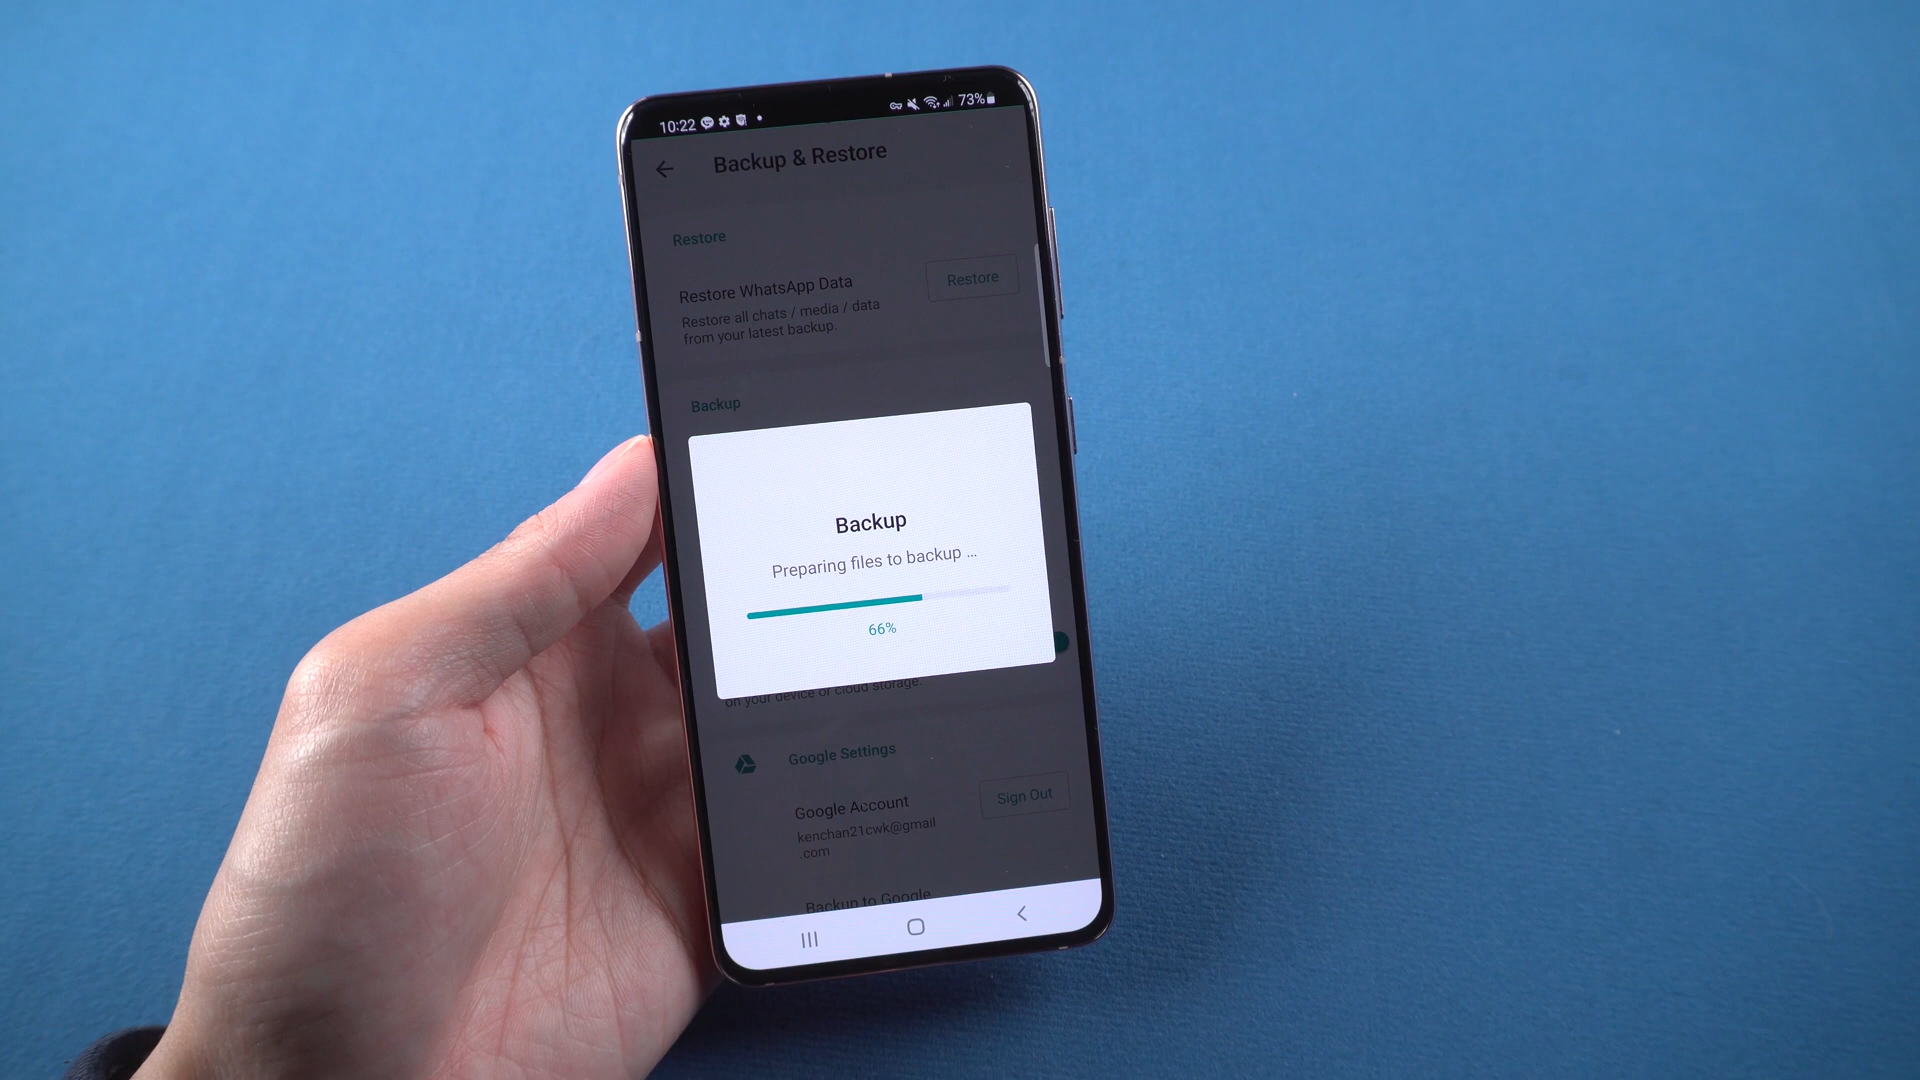 10:22
73%
Backup & Restore
Restore
Restore WhatsApp Data
Restore
Restore all chats / media / data
from your latest backup.
Backup
Backup
Preparing files to backup ...
66%
on your device or cloud storage.
Google Settings
Google Account
Sign Out
kenchan21cwk@gmail
.com
Backup to Google